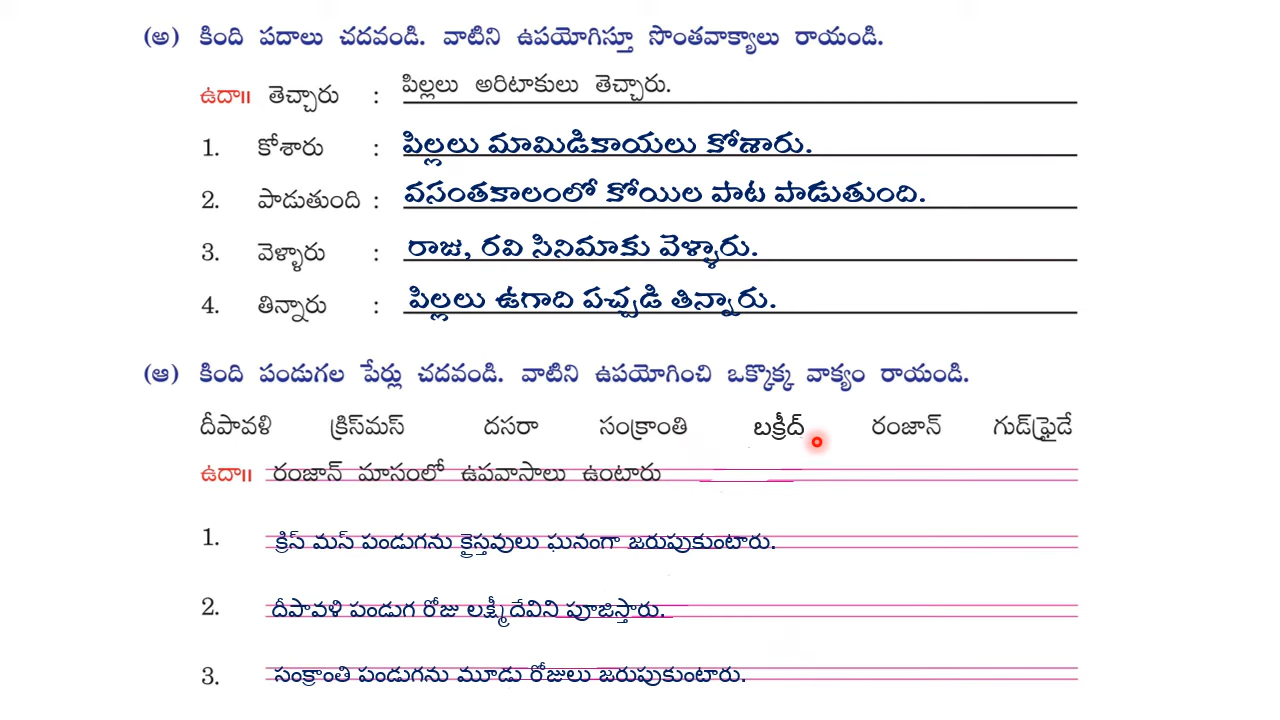 (అ) కింది పదాలు చదవండి. వాటిని ఉపయోగిస్తూ సొంతవాక్యాలు రాయండి.
ఉదా॥ తెచ్చారు : పిల్లలు అరిటాకులు తెచ్చారు.
1. కోశారు : పిల్లలు మామిడికాయలు కోశారు.
2. పాడుతుంది : వసంతకాలంలో కోయిల పాట పాడుతుంది.
3. వెళ్ళారు : రాజు, రవి సినిమాకు వెళ్ళారు.
4. తిన్నారు : పిల్లలు ఉగాది పచ్చడి తిన్నారు.
(ఆ) కింది పండుగల పేర్లు చదవండి. వాటిని ఉపయోగించి ఒక్కొక్క వాక్యం రాయండి.
దీపావళి క్రిస్‌మస్ దసరా సంక్రాంతి బక్రీద్ రంజాన్ గుడ్‌ఫ్రైడే
ఉదా॥ రంజాన్ మాసంలో ఉపవాసాలు ఉంటారు
1. క్రిస్ మస్ పండుగను క్రైస్తవులు ఘనంగా జరుపుకుంటారు.
2. దీపావళి పండుగ రోజు లక్ష్మీదేవిని పూజిస్తారు.
3. సంక్రాంతి పండుగను మూడు రోజులు జరుపుకుంటారు.